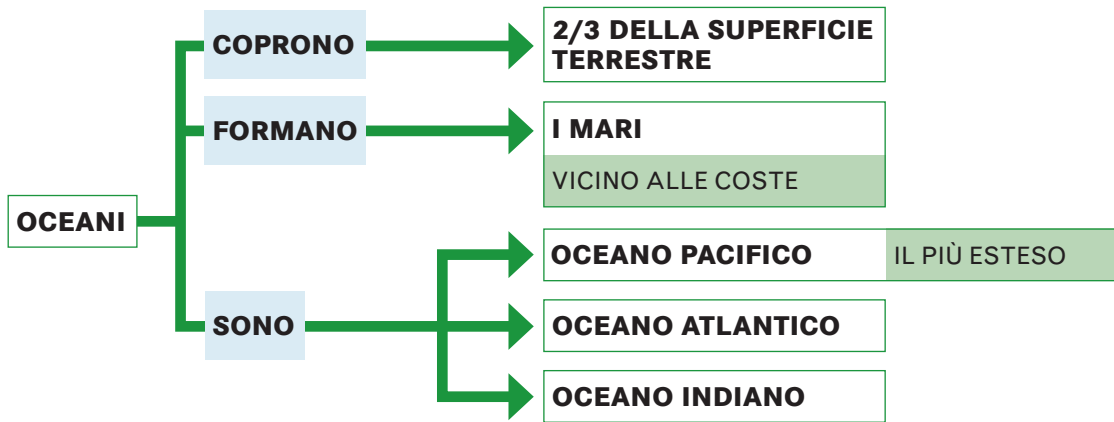 OCEANI
COPRONO
2/3 DELLA SUPERFICIE
TERRESTRE
FORMANO
I MARI
VICINO ALLE COSTE
SONO
OCEANO PACIFICO
IL PIÙ ESTESO
OCEANO ATLANTICO
OCEANO INDIANO